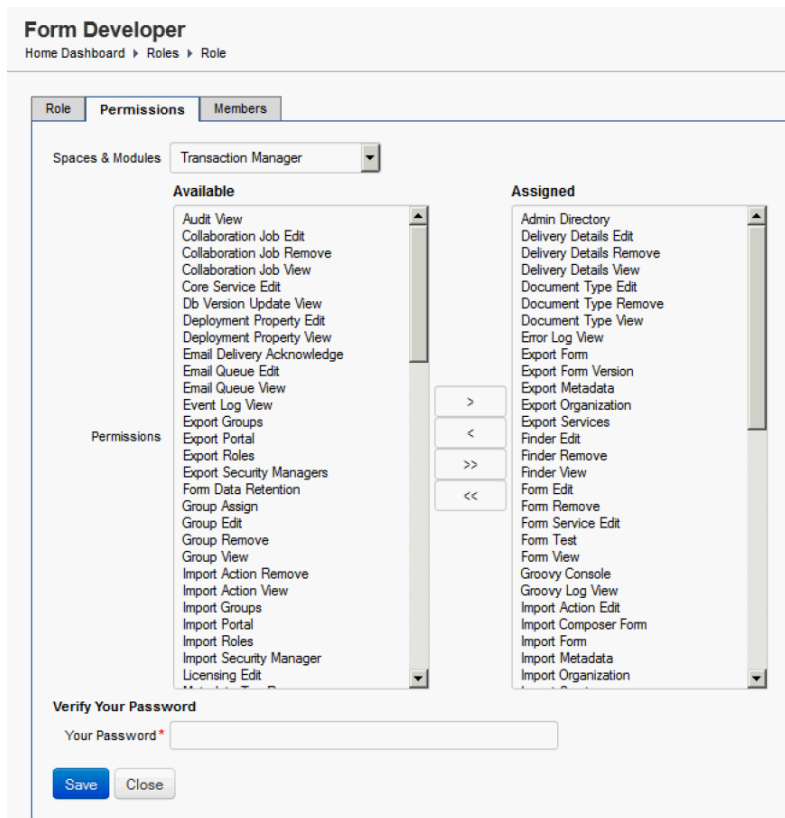 Form Developer
Home Dashboard ▸ Roles ▸ Role
Role Permissions Members
Spaces & Modules Transaction Manager
Available
Audit View
Collaboration Job Edit
Collaboration Job Remove
Collaboration Job View
Core Service Edit
Db Version Update View
Deployment Property Edit
Deployment Property View
Email Delivery Acknowledge
Email Queue Edit
Email Queue View
Event Log View
Export Groups
Export Portal
Export Roles
Export Security Managers
Form Data Retention
Group Assign
Group Edit
Group Remove
Group View
Import Action Remove
Import Action View
Import Groups
Import Portal
Import Roles
Import Security Manager
Licensing Edit
Permissions
>
<
>>
<<
Assigned
Admin Directory
Delivery Details Edit
Delivery Details Remove
Delivery Details View
Document Type Edit
Document Type Remove
Document Type View
Error Log View
Export Form
Export Form Version
Export Metadata
Export Organization
Export Services
Finder Edit
Finder Remove
Finder View
Form Edit
Form Remove
Form Service Edit
Form Test
Form View
Groovy Console
Groovy Log View
Import Action Edit
Import Composer Form
Import Form
Import Metadata
Import Organization
Verify Your Password
Your Password*
Save Close